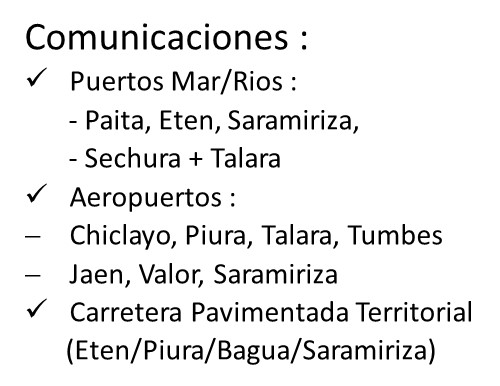 Comunicaciones :
✓ Puertos Mar/Rios :
- Paita, Eten, Saramiriza,
- Sechura + Talara
✓ Aeropuertos :
– Chiclayo, Piura, Talara, Tumbes
– Jaen, Valor, Saramiriza
✓ Carretera Pavimentada Territorial
(Eten/Piura/Bagua/Saramiriza)